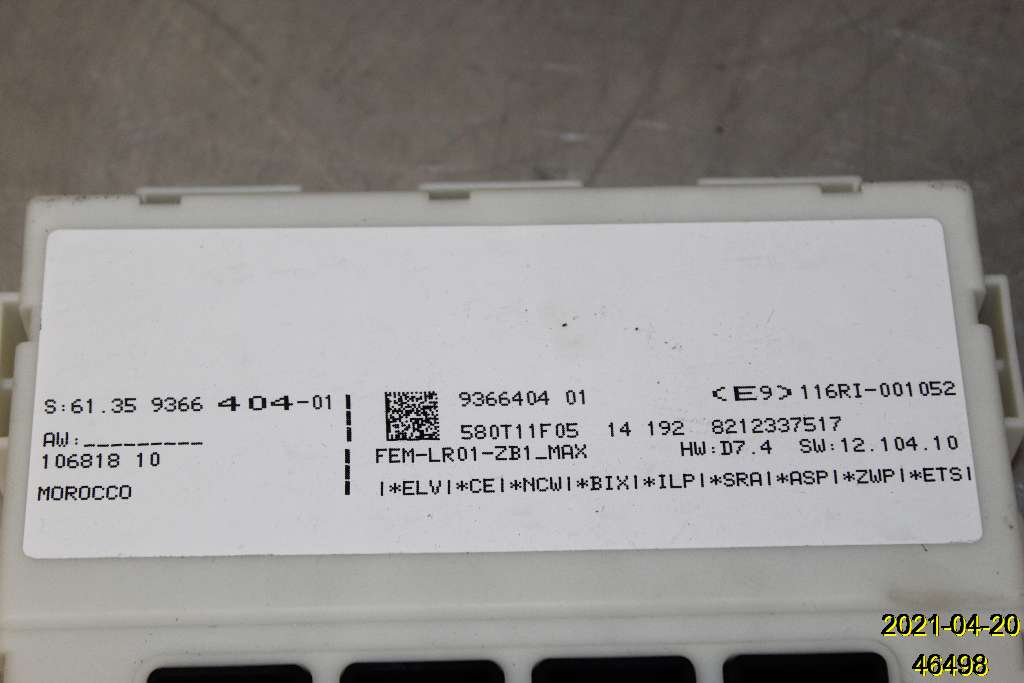 S:61.35 9366 404-01
AW:_________
106818 10
MOROCCO
9366404 01
<E9>116RI-001052
580T11F05 14 192 8212337517
FEM-LR01-ZB1_MAX HW:D7.4 SW:12.104.10
|*ELV|*CE|*NCW|*BIX|*ILP|*SRA|*ASP|*ZWP|*ETS|
2021-04-20
46498